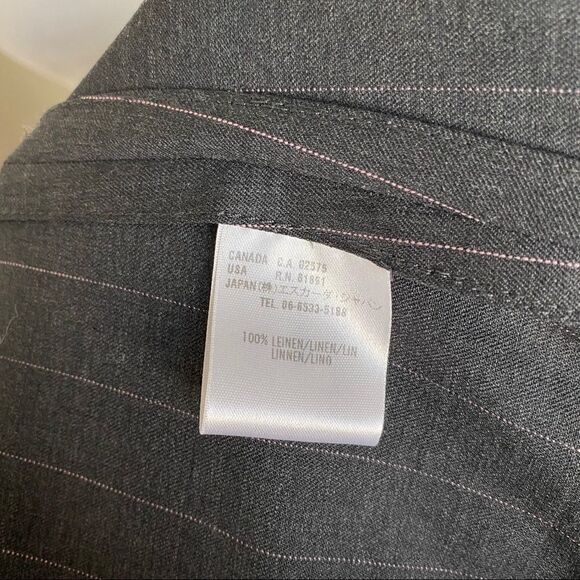 CANADA C.A. 02575
USA R.N. 81891
JAPAN(株)エスカーダ・ジャパン
TEL 06-6533-5188
100% LEINEN/LINEN/LIN
LINNEN/LINO